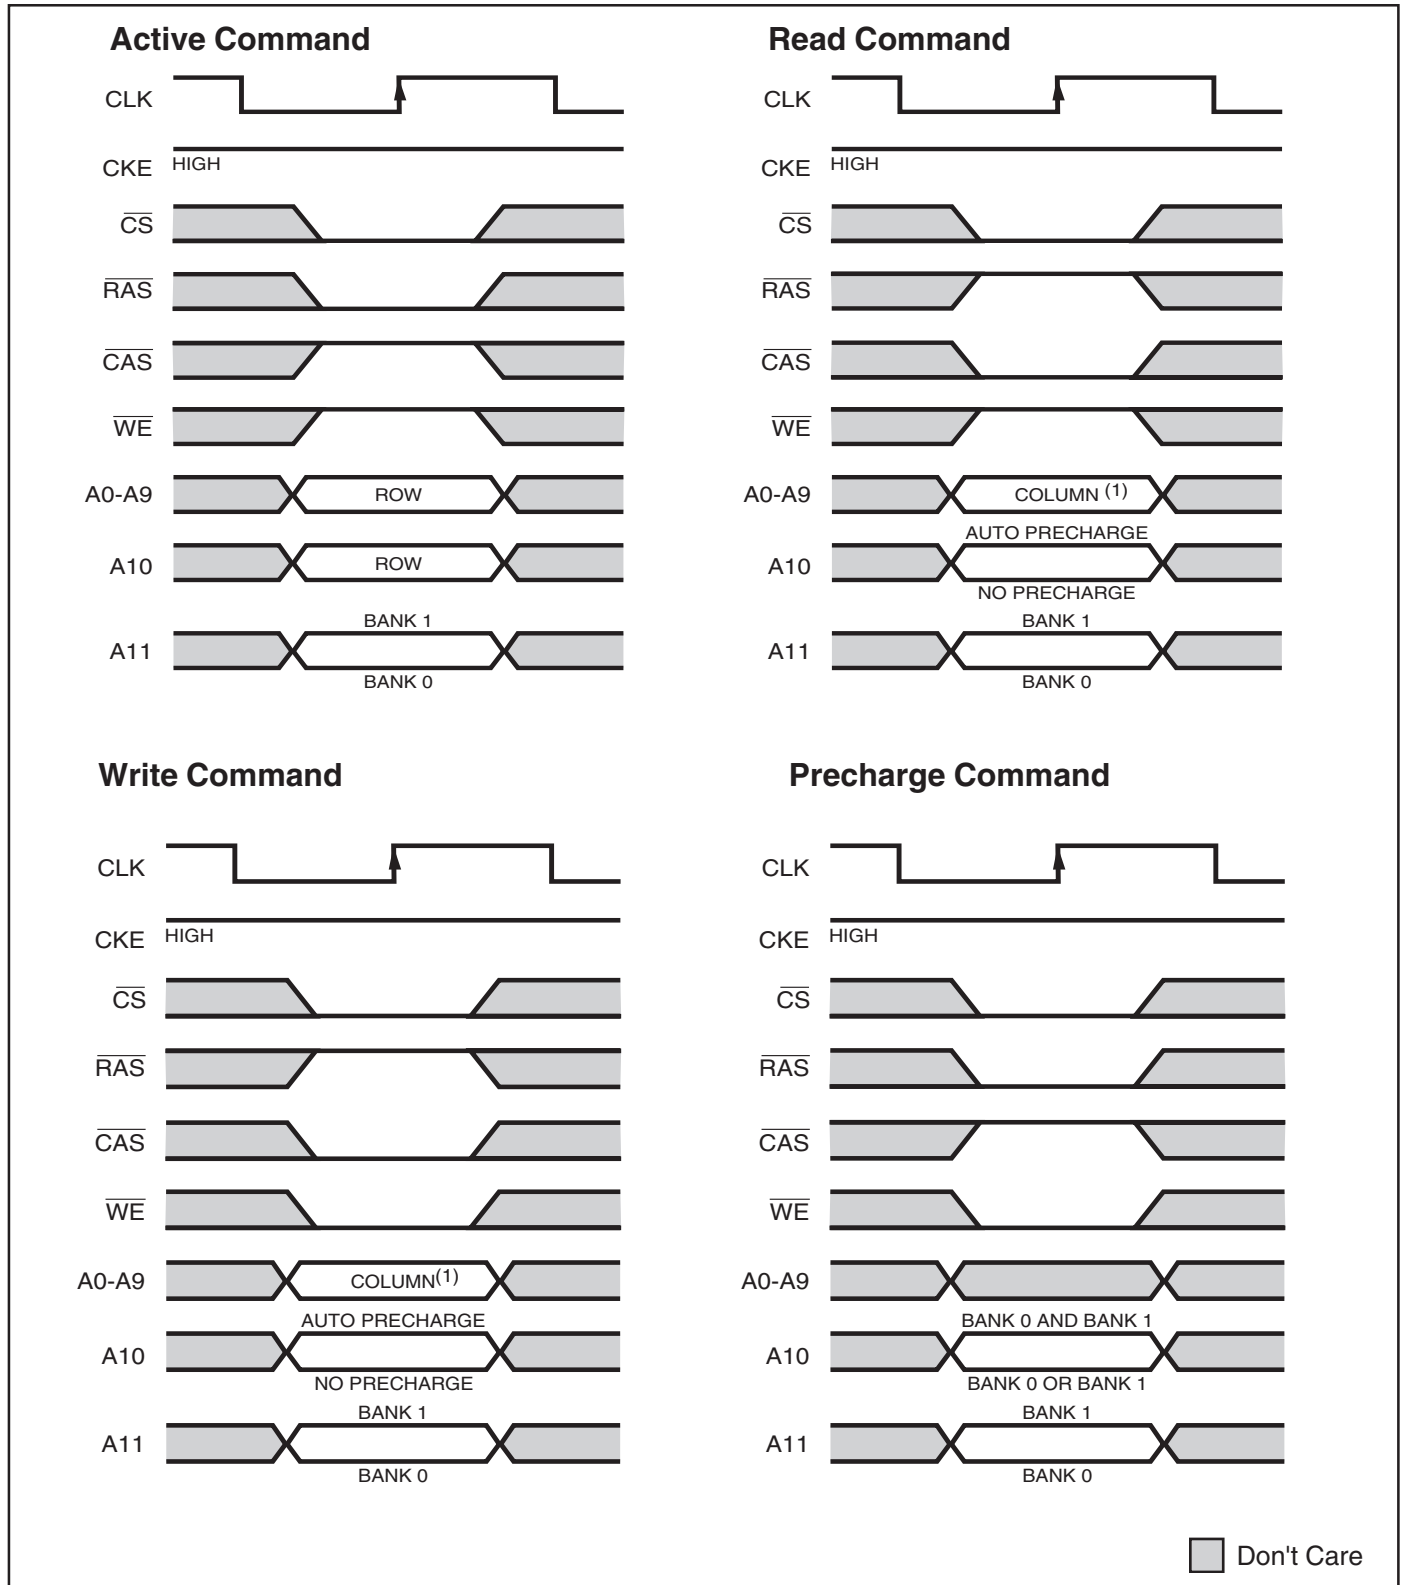 Active Command
CLK
CKE HIGH
CS
RAS
CAS
WE
A0-A9 ROW
A10 ROW
BANK 1
A11
BANK 0
Read Command
CLK
CKE HIGH
CS
RAS
CAS
WE
A0-A9 COLUMN (1)
AUTO PRECHARGE
A10
NO PRECHARGE
BANK 1
A11
BANK 0
Write Command
CLK
CKE HIGH
CS
RAS
CAS
WE
A0-A9 COLUMN(1)
AUTO PRECHARGE
A10
NO PRECHARGE
BANK 1
A11
BANK 0
Precharge Command
CLK
CKE HIGH
CS
RAS
CAS
WE
A0-A9
BANK 0 AND BANK 1
A10
BANK 0 OR BANK 1
BANK 1
A11
BANK 0
Don't Care